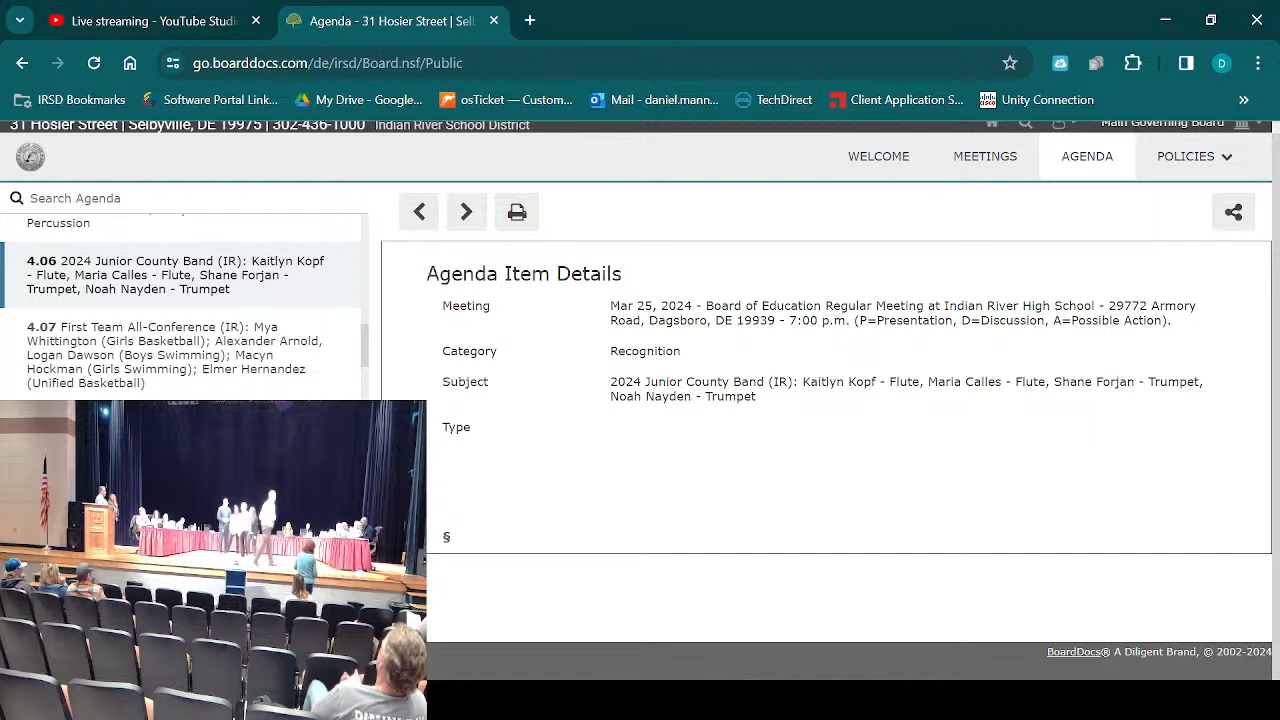 Live streaming - YouTube Studi
Agenda - 31 Hosier Street | Sel
go.boarddocs.com/de/irsd/Board.nsf/Public
D
IRSD Bookmarks
Software Portal Link...
My Drive - Google...
osTicket — Custom...
Mail - daniel.mann...
TechDirect
Client Application S...
Unity Connection
31 Hosier Street | Selbyville, DE 19975 | 302-436-1000 Indian River School District
Main Governing Board
WELCOME
MEETINGS
AGENDA
POLICIES
Search Agenda
Percussion
4.06 2024 Junior County Band (IR): Kaitlyn Kopf
- Flute, Maria Calles - Flute, Shane Forjan -
Trumpet, Noah Nayden - Trumpet
4.07 First Team All-Conference (IR): Mya
Whittington (Girls Basketball); Alexander Arnold,
Logan Dawson (Boys Swimming); Macyn
Hockman (Girls Swimming); Elmer Hernandez
(Unified Basketball)
Agenda Item Details
Meeting
Mar 25, 2024 - Board of Education Regular Meeting at Indian River High School - 29772 Armory
Road, Dagsboro, DE 19939 - 7:00 p.m. (P=Presentation, D=Discussion, A=Possible Action).
Category
Recognition
Subject
2024 Junior County Band (IR): Kaitlyn Kopf - Flute, Maria Calles - Flute, Shane Forjan - Trumpet,
Noah Nayden - Trumpet
Type
§
BoardDocs® A Diligent Brand, © 2002-2024